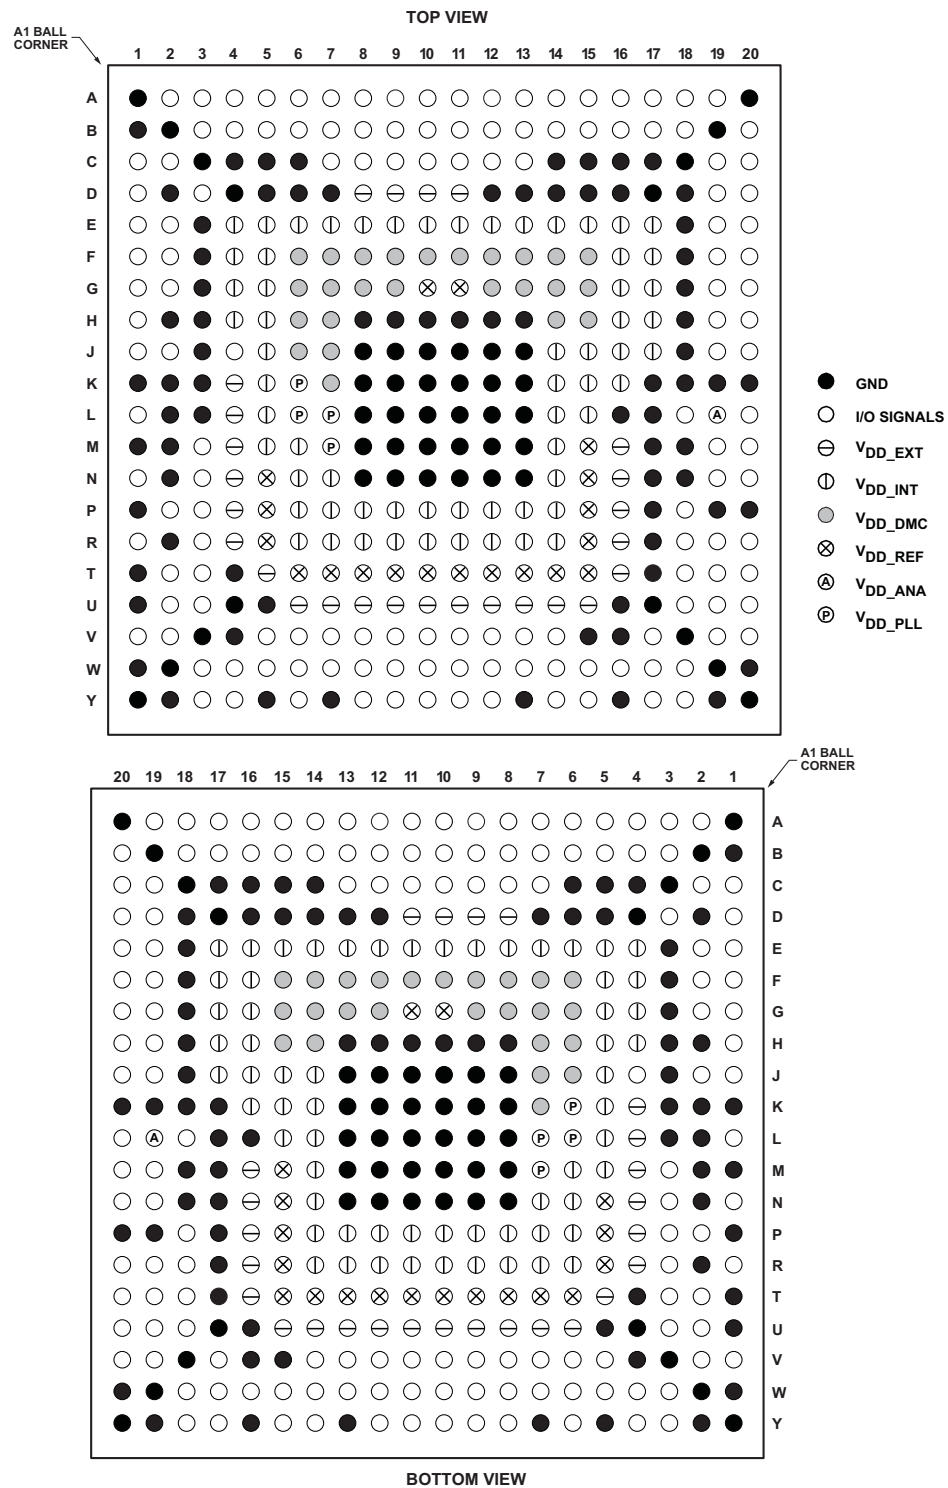 TOP VIEW
A1 BALL
CORNER
1 2 3 4 5 6 7 8 9 10 11 12 13 14 15 16 17 18 19 20
A
B
C
D
E
F
G
H
J
K P
L P P A
M P
N
P
R
T
U
V
W
Y
GND
I/O SIGNALS
VDD_EXT
VDD_INT
VDD_DMC
VDD_REF
A VDD_ANA
P VDD_PLL
A1 BALL
CORNER
20 19 18 17 16 15 14 13 12 11 10 9 8 7 6 5 4 3 2 1
A
B
C
D
E
F
G
H
J
P K
A P P L
P M
N
P
R
T
U
V
W
Y
BOTTOM VIEW